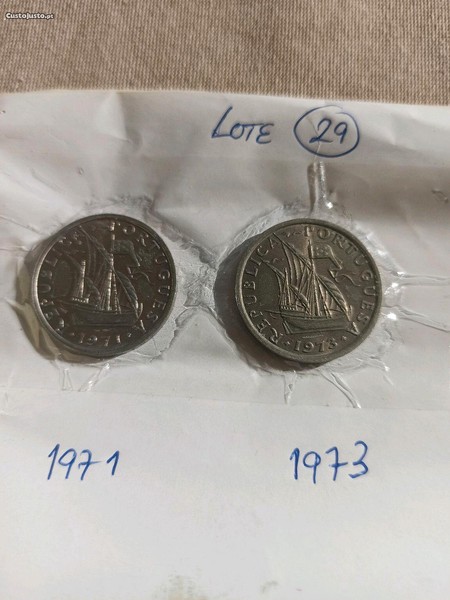 CustoJusto.pt
LOTE 29
REPUBLICA PORTUGUESA
1971
REPUBLICA PORTUGUESA
1973
1971 1973